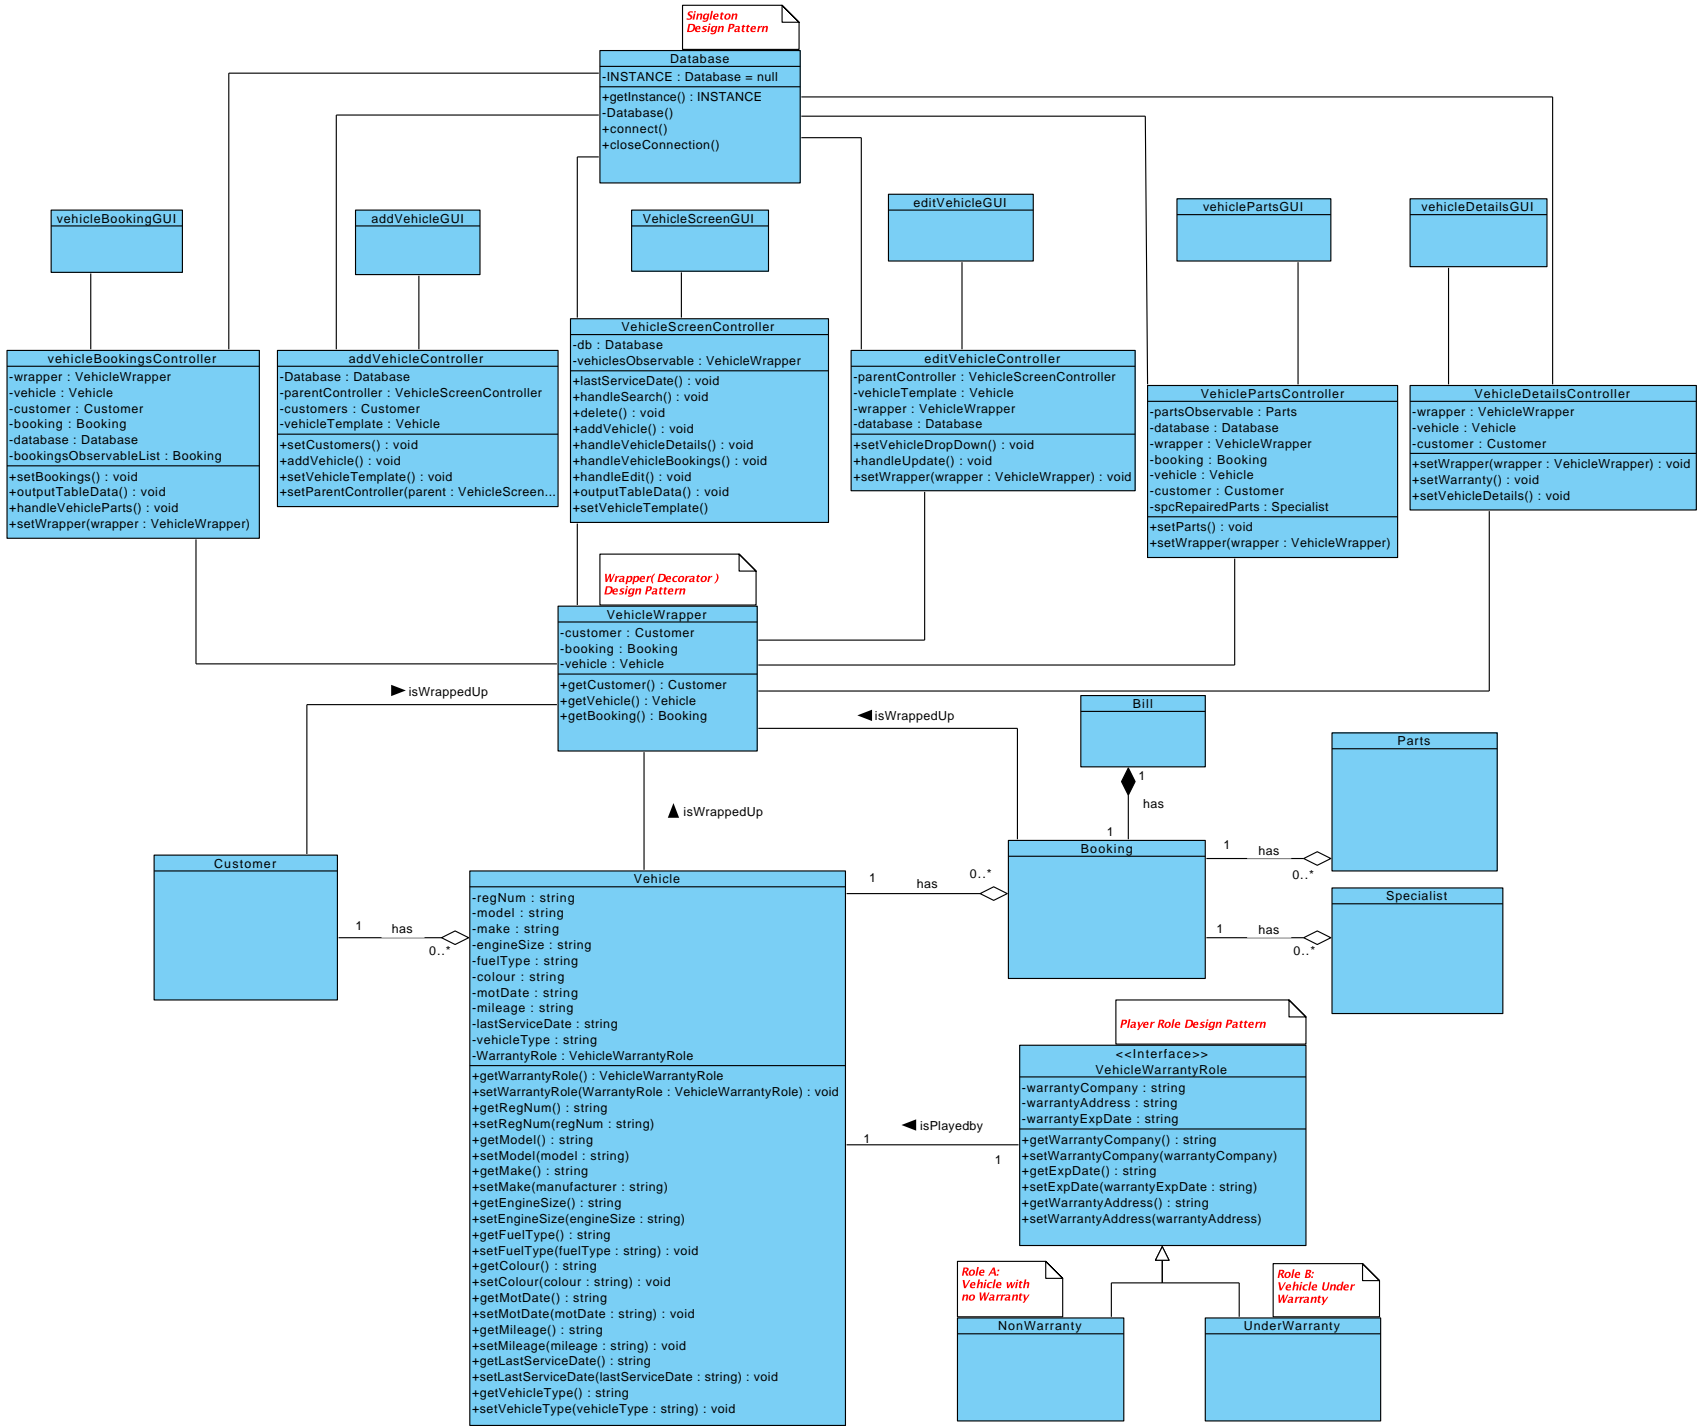 Singleton
Design Pattern
Database
-INSTANCE : Database = null
+getInstance() : INSTANCE
-Database()
+connect()
+closeConnection()
vehicleBookingGUI
addVehicleGUI
VehicleScreenGUI
editVehicleGUI
vehiclePartsGUI
vehicleDetailsGUI
vehicleBookingsController
-wrapper : VehicleWrapper
-vehicle : Vehicle
-customer : Customer
-booking : Booking
-database : Database
-bookingsObservableList : Booking
+setBookings() : void
+outputTableData() : void
+handleVehicleParts() : void
+setWrapper(wrapper : VehicleWrapper)
addVehicleController
-Database : Database
-parentController : VehicleScreenController
-customers : Customer
-vehicleTemplate : Vehicle
+setCustomers() : void
+addVehicle() : void
+setVehicleTemplate() : void
+setParentController(parent : VehicleScreen...
VehicleScreenController
-db : Database
-vehiclesObservable : VehicleWrapper
+lastServiceDate() : void
+handleSearch() : void
+delete() : void
+addVehicle() : void
+handleVehicleDetails() : void
+handleVehicleBookings() : void
+handleEdit() : void
+outputTableData() : void
+setVehicleTemplate()
editVehicleController
-parentController : VehicleScreenController
-vehicleTemplate : Vehicle
-wrapper : VehicleWrapper
-database : Database
+setVehicleDropDown() : void
+handleUpdate() : void
+setWrapper(wrapper : VehicleWrapper) : void
VehiclePartsController
-partsObservable : Parts
-database : Database
-wrapper : VehicleWrapper
-booking : Booking
-vehicle : Vehicle
-customer : Customer
-spcRepairedParts : Specialist
+setParts() : void
+setWrapper(wrapper : VehicleWrapper)
VehicleDetailsController
-wrapper : VehicleWrapper
-vehicle : Vehicle
-customer : Customer
+setWrapper(wrapper : VehicleWrapper) : void
+setWarranty() : void
+setVehicleDetails() : void
Wrapper( Decorator )
Design Pattern
VehicleWrapper
-customer : Customer
-booking : Booking
-vehicle : Vehicle
+getCustomer() : Customer
+getVehicle() : Vehicle
+getBooking() : Booking
isWrappedUp
isWrappedUp
isWrappedUp
Bill
1
has
1
Parts
Booking
1 has
0..*
Specialist
1 has
0..*
Customer
1 has
0..*
Vehicle
-regNum : string
-model : string
-make : string
-engineSize : string
-fuelType : string
-colour : string
-motDate : string
-mileage : string
-lastServiceDate : string
-vehicleType : string
-WarrantyRole : VehicleWarrantyRole
+getWarrantyRole() : VehicleWarrantyRole
+setWarrantyRole(WarrantyRole : VehicleWarrantyRole) : void
+getRegNum() : string
+setRegNum(regNum : string)
+getModel() : string
+setModel(model : string)
+getMake() : string
+setMake(manufacturer : string)
+getEngineSize() : string
+setEngineSize(engineSize : string)
+getFuelType() : string
+setFuelType(fuelType : string) : void
+getColour() : string
+setColour(colour : string) : void
+getMotDate() : string
+setMotDate(motDate : string) : void
+getMileage() : string
+setMileage(mileage : string) : void
+getLastServiceDate() : string
+setLastServiceDate(lastServiceDate : string) : void
+getVehicleType() : string
+setVehicleType(vehicleType : string) : void
1 has 0..*
Player Role Design Pattern
<<Interface>>
VehicleWarrantyRole
-warrantyCompany : string
-warrantyAddress : string
-warrantyExpDate : string
+getWarrantyCompany() : string
+setWarrantyCompany(warrantyCompany)
+getExpDate() : string
+setExpDate(warrantyExpDate : string)
+getWarrantyAddress() : string
+setWarrantyAddress(warrantyAddress)
isPlayedby
1
1
Role A:
Vehicle with
no Warranty
Role B:
Vehicle Under
Warranty
NonWarranty
UnderWarranty